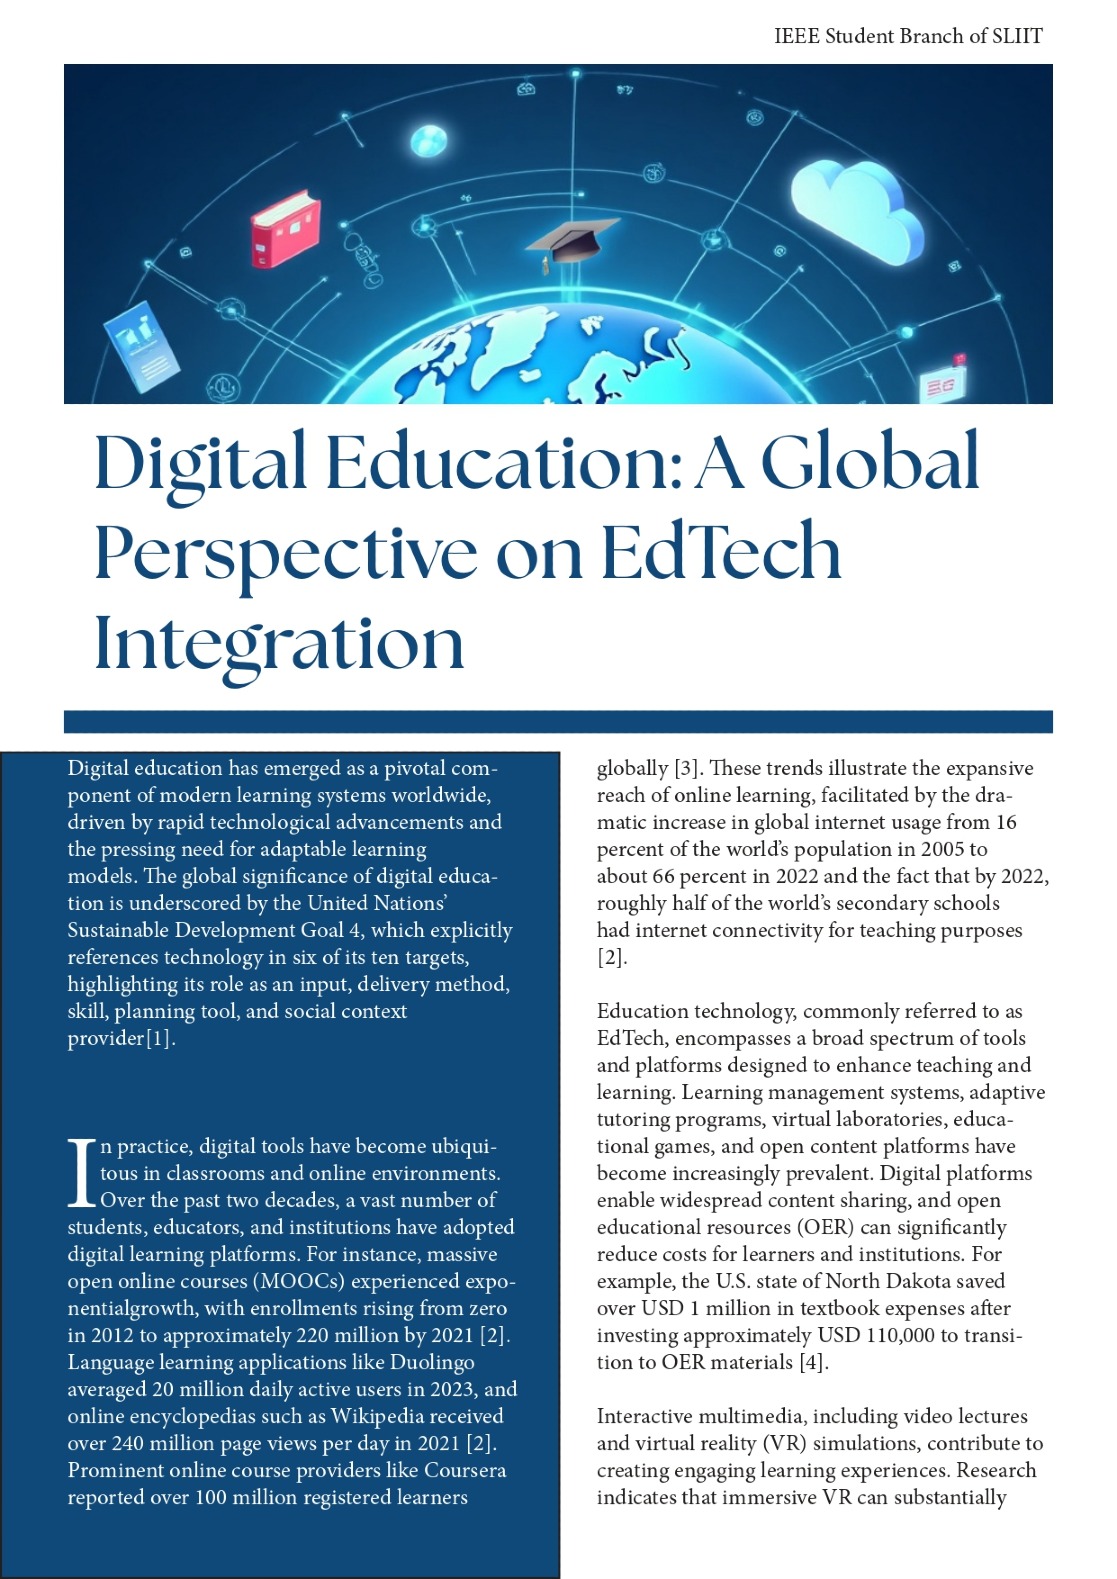 IEEE Student Branch of SLIIT
Digital Education: A Global
Perspective on EdTech
Integration
Digital education has emerged as a pivotal com-
ponent of modern learning systems worldwide,
driven by rapid technological advancements and
the pressing need for adaptable learning
models. The global significance of digital educa-
tion is underscored by the United Nations’
Sustainable Development Goal 4, which explicitly
references technology in six of its ten targets,
highlighting its role as an input, delivery method,
skill, planning tool, and social context
provider[1].
In practice, digital tools have become ubiqui-
tous in classrooms and online environments.
Over the past two decades, a vast number of
students, educators, and institutions have adopted
digital learning platforms. For instance, massive
open online courses (MOOCs) experienced expo-
nentialgrowth, with enrollments rising from zero
in 2012 to approximately 220 million by 2021 [2].
Language learning applications like Duolingo
averaged 20 million daily active users in 2023, and
online encyclopedias such as Wikipedia received
over 240 million page views per day in 2021 [2].
Prominent online course providers like Coursera
reported over 100 million registered learners
globally [3]. These trends illustrate the expansive
reach of online learning, facilitated by the dra-
matic increase in global internet usage from 16
percent of the world’s population in 2005 to
about 66 percent in 2022 and the fact that by 2022,
roughly half of the world’s secondary schools
had internet connectivity for teaching purposes
[2].
Education technology, commonly referred to as
EdTech, encompasses a broad spectrum of tools
and platforms designed to enhance teaching and
learning. Learning management systems, adaptive
tutoring programs, virtual laboratories, educa-
tional games, and open content platforms have
become increasingly prevalent. Digital platforms
enable widespread content sharing, and open
educational resources (OER) can significantly
reduce costs for learners and institutions. For
example, the U.S. state of North Dakota saved
over USD 1 million in textbook expenses after
investing approximately USD 110,000 to transi-
tion to OER materials [4].
Interactive multimedia, including video lectures
and virtual reality (VR) simulations, contribute to
creating engaging learning experiences. Research
indicates that immersive VR can substantially